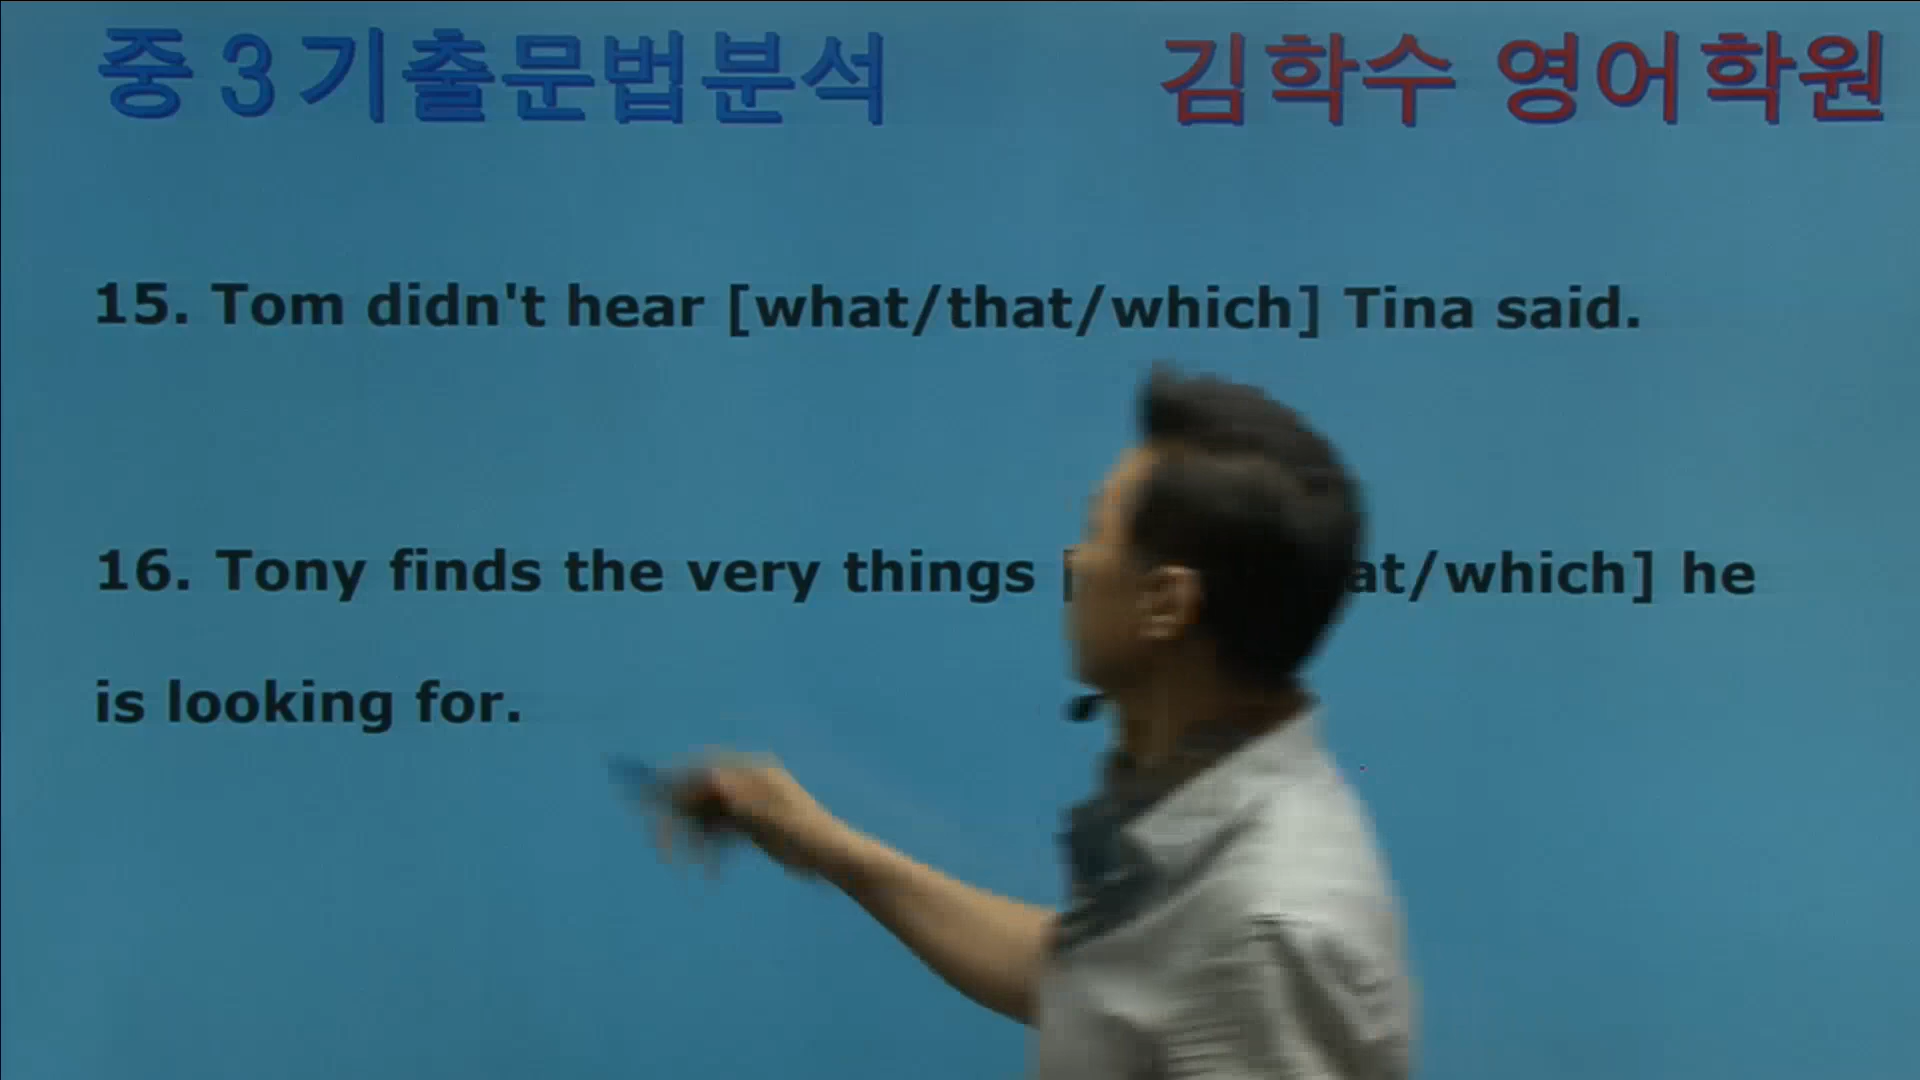 중3기출문법분석 김학수 영어학원
15. Tom didn't hear [what/that/which] Tina said.
16. Tony finds the very things at/which] he
is looking for.